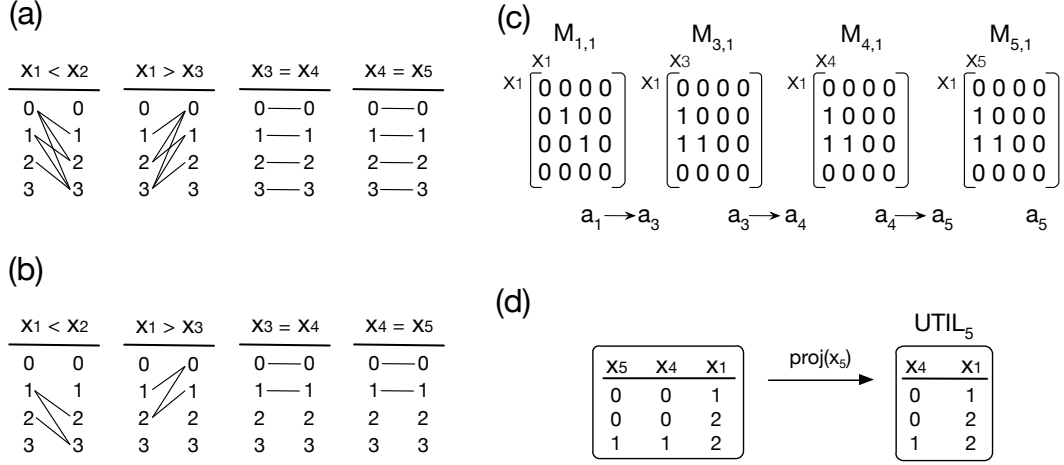 (a)
x1 < x2 x1 > x3 x3 = x4 x4 = x5
0 0 0 0 0 0 0 0
1 1 1 1 1 1 1 1
2 2 2 2 2 2 2 2
3 3 3 3 3 3 3 3
(b)
x1 < x2 x1 > x3 x3 = x4 x4 = x5
0 0 0 0 0 0 0 0
1 1 1 1 1 1 1 1
2 2 2 2 2 2 2 2
3 3 3 3 3 3 3 3
(c)
M1,1 M3,1 M4,1 M5,1
x1 x3 x4 x5
x1 0 0 0 0 x1 0 0 0 0 x1 0 0 0 0 x1 0 0 0 0
0 1 0 0 1 0 0 0 1 0 0 0 1 0 0 0
0 0 1 0 1 1 0 0 1 1 0 0 1 1 0 0
0 0 0 0 0 0 0 0 0 0 0 0 0 0 0 0
a1 → a3 a3 → a4 a4 → a5 a5
(d)
UTIL5
x5 x4 x1 proj(x5) x4 x1
0 0 1 0 1
0 0 2 0 2
1 1 2 1 2